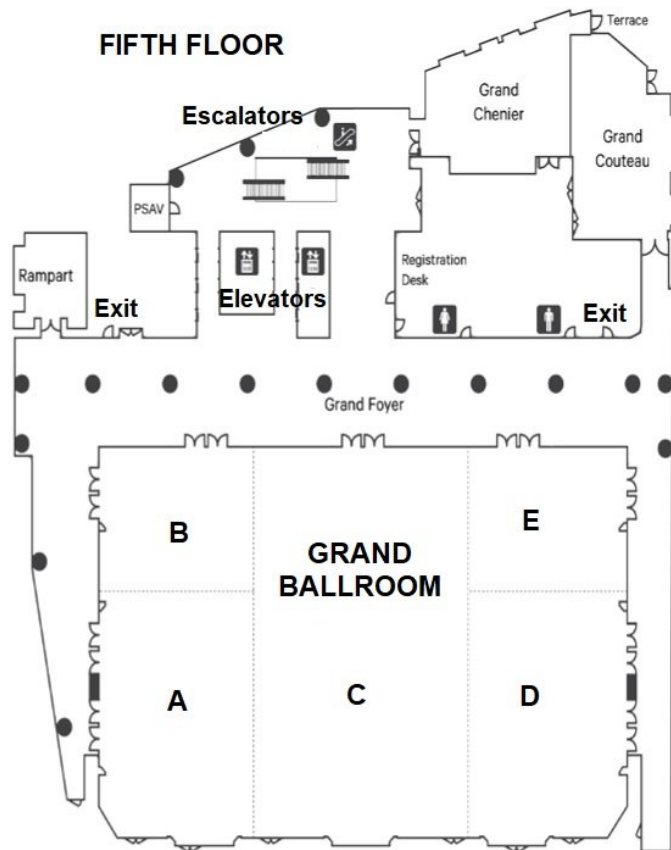 FIFTH FLOOR
Terrace
Grand
Chenier
Escalators
Grand
Couteau
PSAV
Rampart
Registration
Desk
Exit
Elevators
Exit
Grand Foyer
B
E
GRAND
BALLROOM
A
C
D